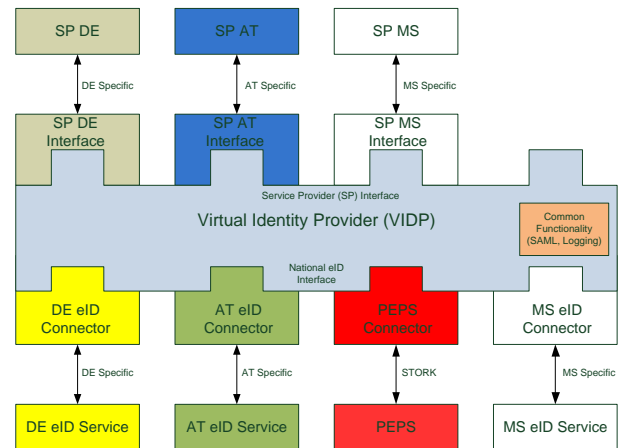 SP DE
SP AT
SP MS
DE Specific
AT Specific
MS Specific
SP DE
Interface
SP AT
Interface
SP MS
Interface
Service Provider (SP) Interface
Virtual Identity Provider (VIDP)
Common
Functionality
(SAML, Logging)
National eID
Interface
DE eID
Connector
AT eID
Connector
PEPS
Connector
MS eID
Connector
DE Specific
AT Specific
STORK
MS Specific
DE eID Service
AT eID Service
PEPS
MS eID Service